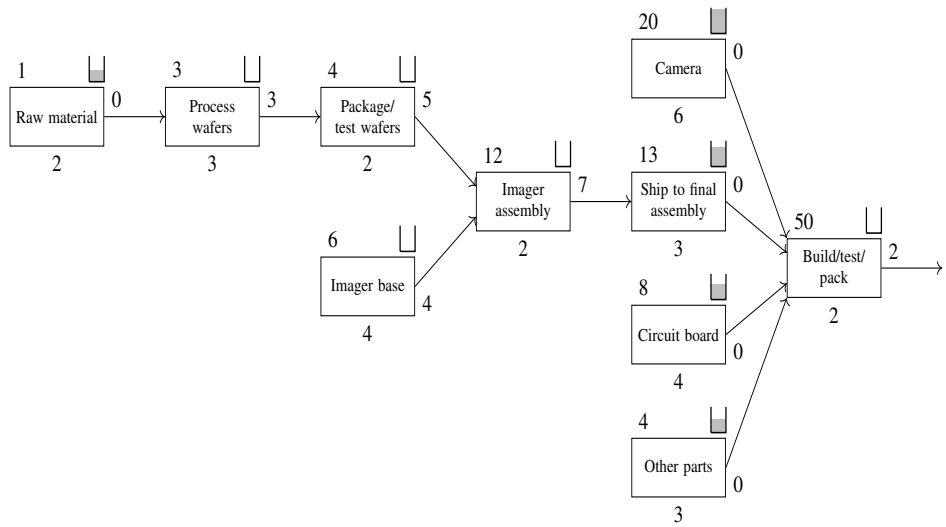 20
0
Camera
6
1
0
Raw material
2
3
3
Process
wafers
3
4
5
Package/
test wafers
2
12
7
Imager
assembly
2
13
0
Ship to final
assembly
3
6
4
Imager base
4
8
0
Circuit board
4
4
0
Other parts
3
50
2
Build/test/
pack
2